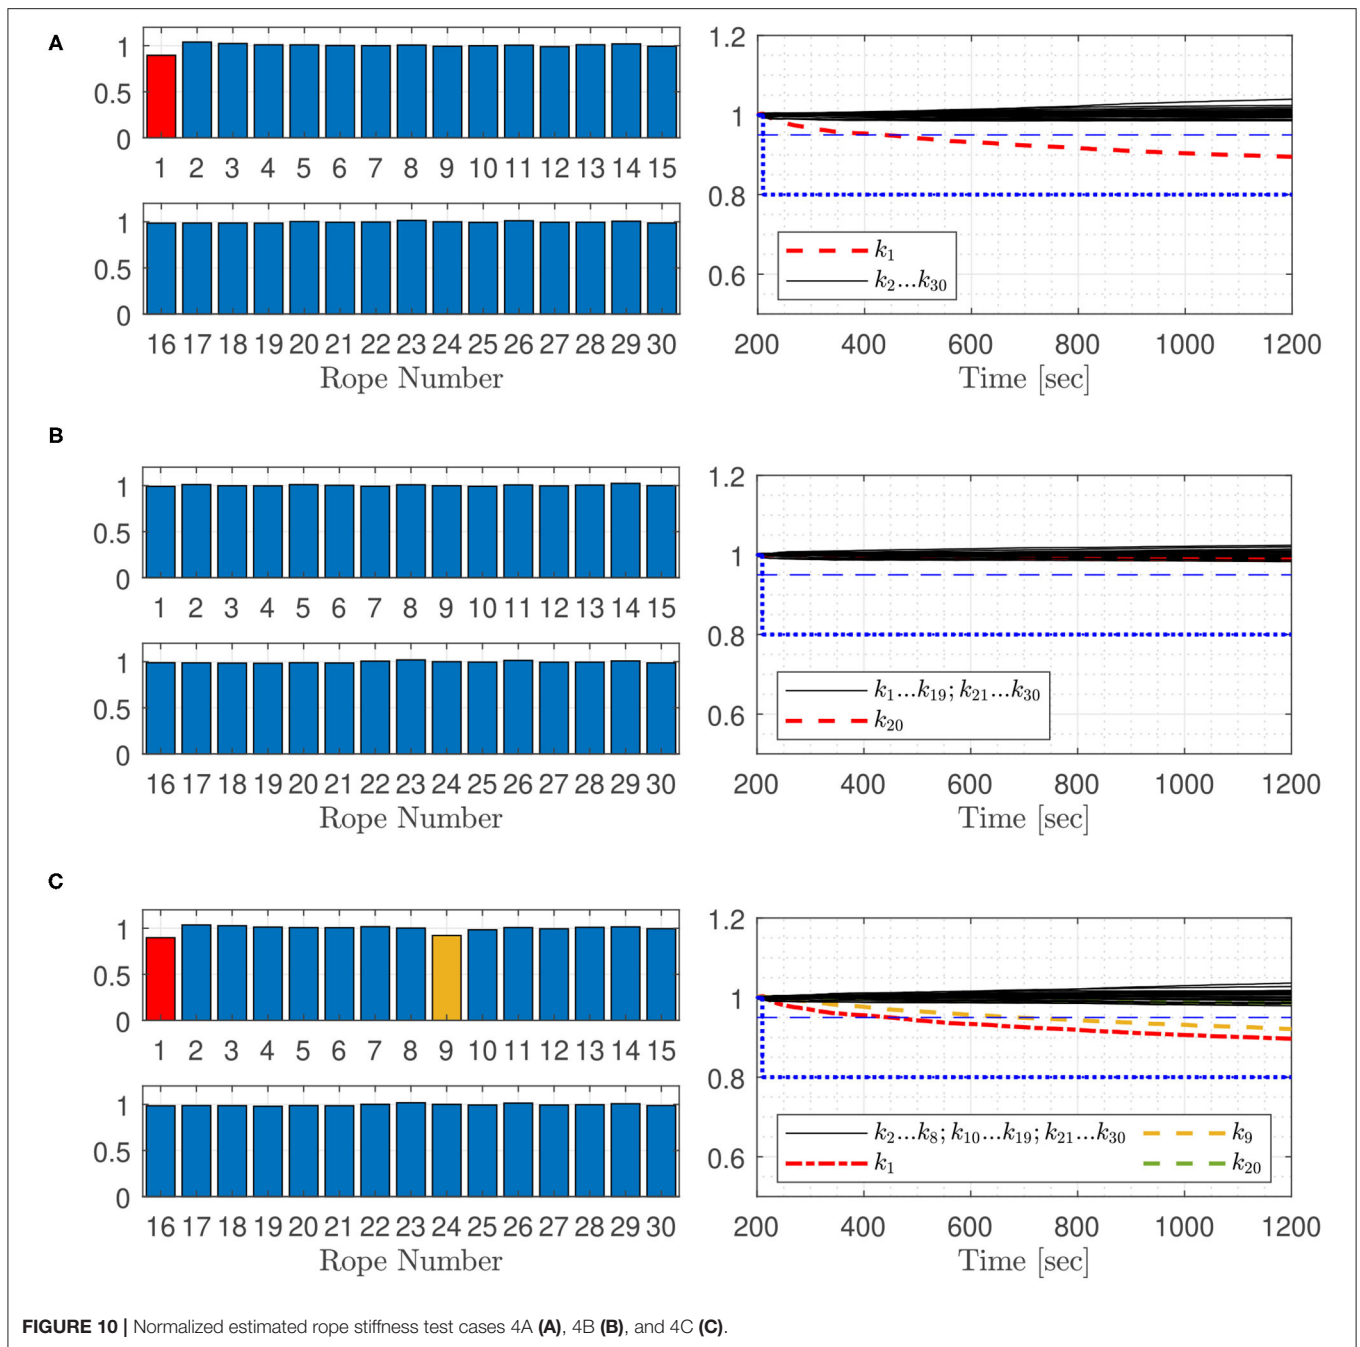 A
1
0.5
0
1 2 3 4 5 6 7 8 9 10 11 12 13 14 15
1
0.5
0
16 17 18 19 20 21 22 23 24 25 26 27 28 29 30
Rope Number
1.2
1
0.8
0.6
k1
k2...k30
200 400 600 800 1000 1200
Time [sec]
B
1
0.5
0
1 2 3 4 5 6 7 8 9 10 11 12 13 14 15
1
0.5
0
16 17 18 19 20 21 22 23 24 25 26 27 28 29 30
Rope Number
1.2
1
0.8
0.6
k1...k19; k21...k30
k20
200 400 600 800 1000 1200
Time [sec]
C
1
0.5
0
1 2 3 4 5 6 7 8 9 10 11 12 13 14 15
1
0.5
0
16 17 18 19 20 21 22 23 24 25 26 27 28 29 30
Rope Number
1.2
1
0.8
0.6
k2...k8; k10...k19; k21...k30 k9
k1 k20
200 400 600 800 1000 1200
Time [sec]
FIGURE 10 | Normalized estimated rope stiffness test cases 4A (A), 4B (B), and 4C (C).